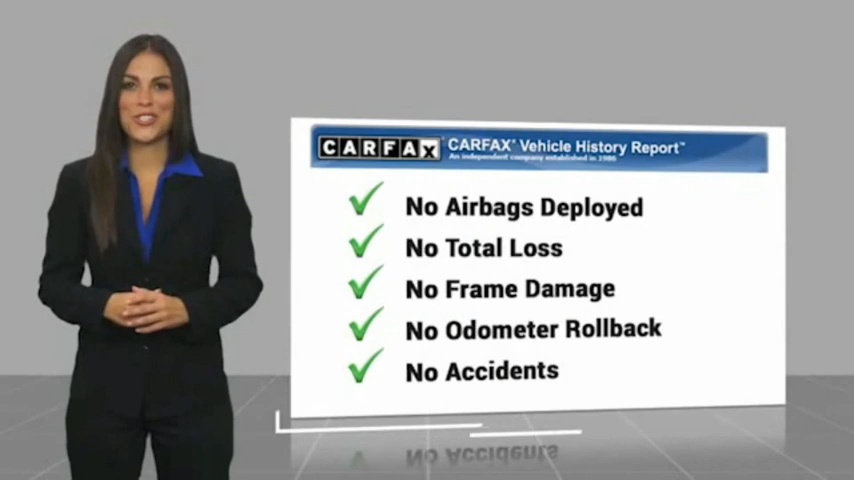 CARFAX CARFAX® Vehicle History Report™
An independent company established in 1986
No Airbags Deployed
No Total Loss
No Frame Damage
No Odometer Rollback
No Accidents
No Accidents